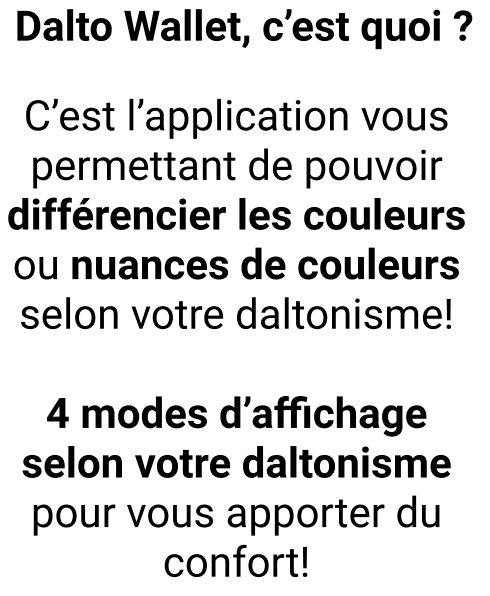 Dalto Wallet, c’est quoi ?
C’est l’application vous
permettant de pouvoir
différencier les couleurs
ou nuances de couleurs
selon votre daltonisme!
4 modes d’affichage
selon votre daltonisme
pour vous apporter du
confort!